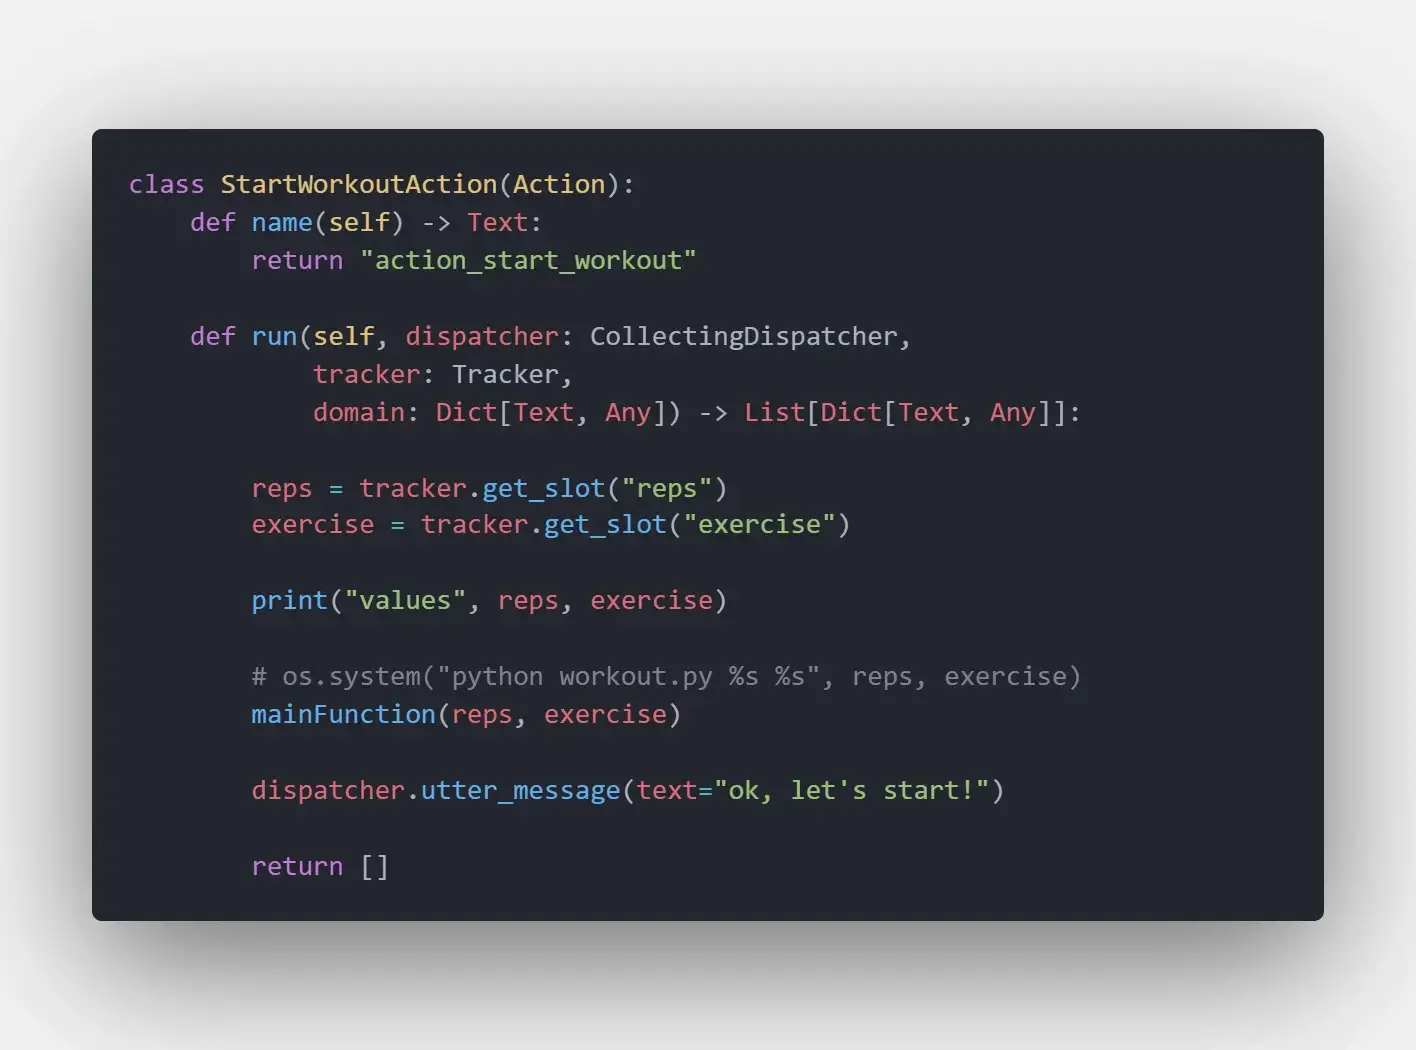 class StartWorkoutAction(Action):
    def name(self) -> Text:
        return "action_start_workout"

    def run(self, dispatcher: CollectingDispatcher,
            tracker: Tracker,
            domain: Dict[Text, Any]) -> List[Dict[Text, Any]]:

        reps = tracker.get_slot("reps")
        exercise = tracker.get_slot("exercise")

        print("values", reps, exercise)

        # os.system("python workout.py %s %s", reps, exercise)
        mainFunction(reps, exercise)

        dispatcher.utter_message(text="ok, let's start!")

        return []